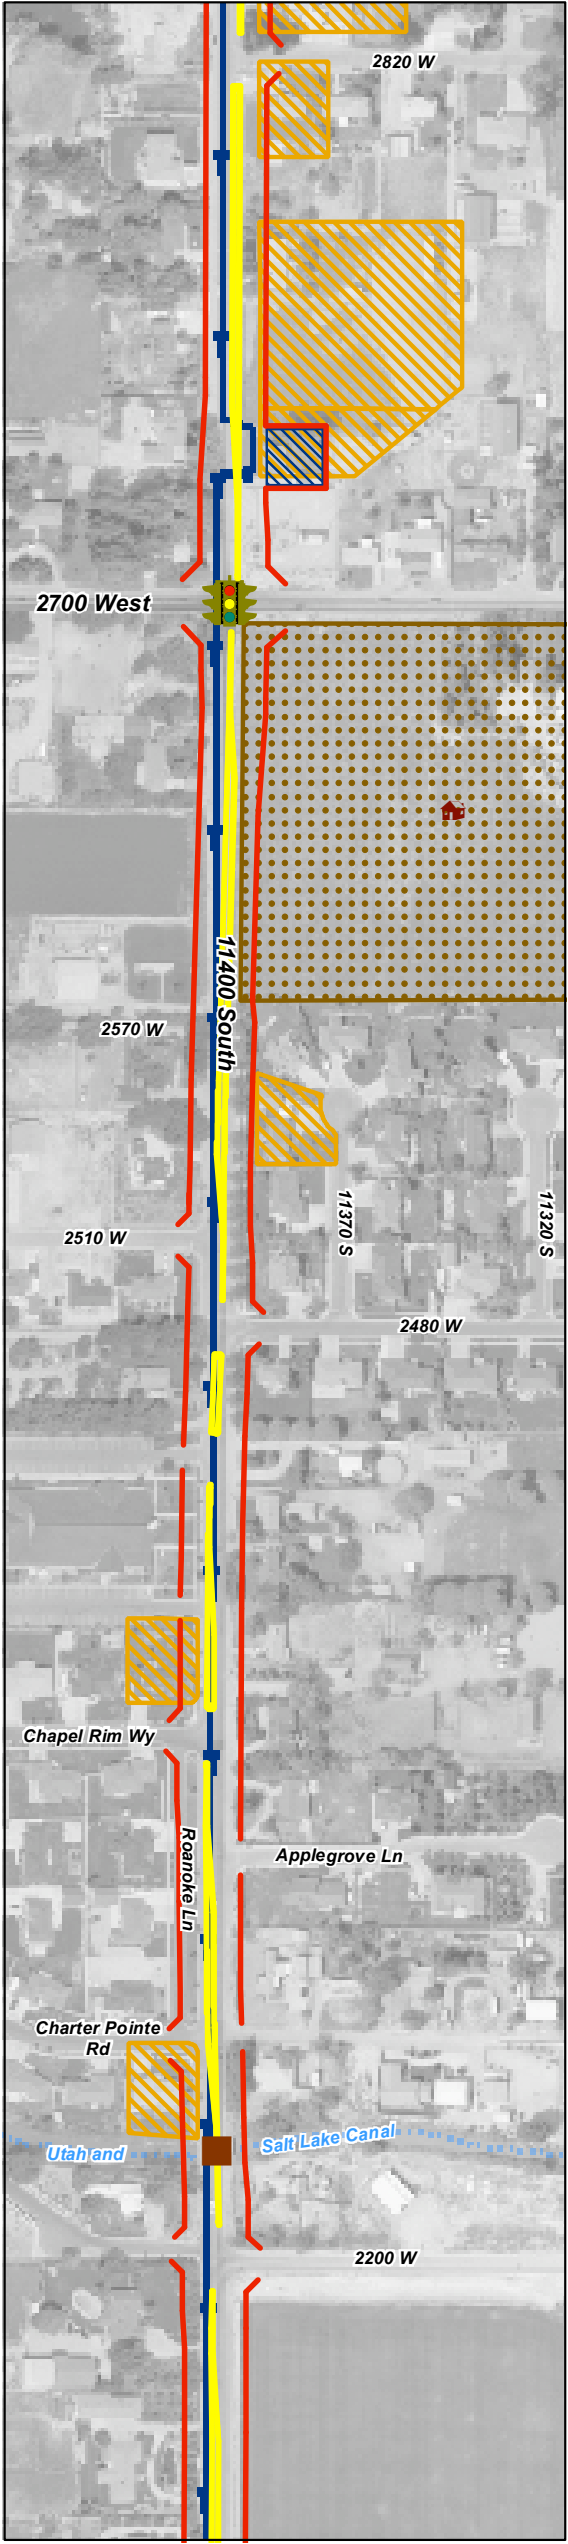 2820 W
2700 West
11400 South
2570 W
11370 S
11320 S
2510 W
2480 W
Chapel Rim Wy
Roanoke Ln
Applegrove Ln
Charter Pointe
Rd
Utah and
Salt Lake Canal
2200 W